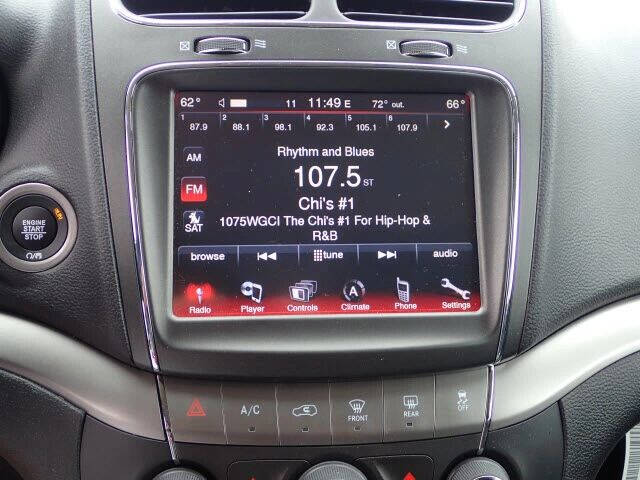 62° 11 11:49 E 72° out. 66°
1 2 3 4 5 6
87.9 88.1 98.1 92.3 105.1 107.9 >
Rhythm and Blues
AM
107.5 ST
FM
Chi's #1
1075WGCI The Chi's #1 For Hip-Hop &
R&B
SAT
browse tune audio
Radio Player Controls A Climate Phone Settings
ENGINE
START
STOP
A/C FRONT REAR OFF